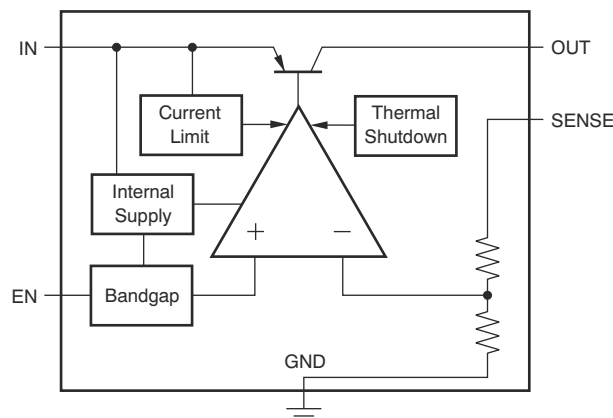 IN
OUT
Current
Limit
Thermal
Shutdown
SENSE
Internal
Supply
+
−
EN
Bandgap
GND